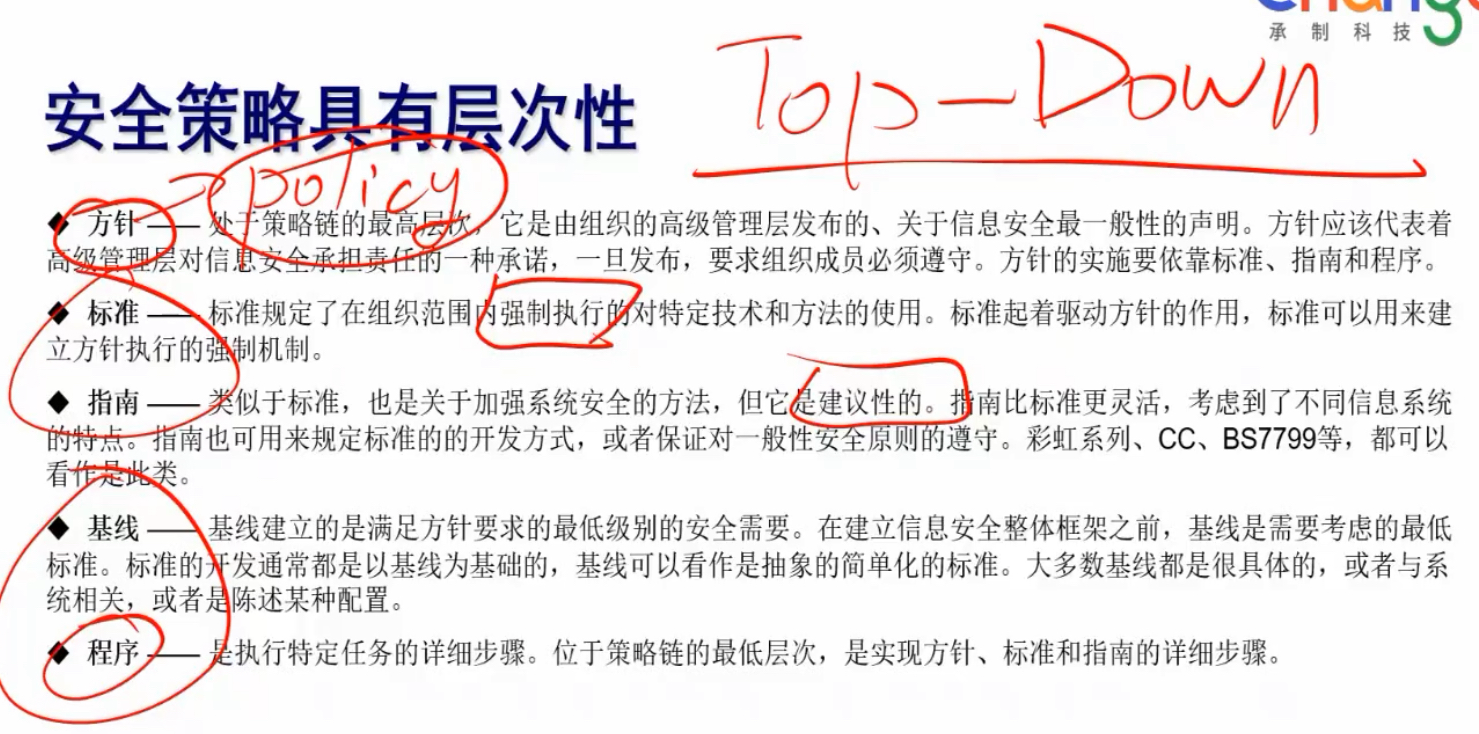 承制科技
Top-Down
安全策略具有层次性
policy
◆ 方针 —— 处于策略链的最高层次，它是由组织的高级管理层发布的、关于信息安全最一般性的声明。方针应该代表着
高级管理层对信息安全承担责任的一种承诺，一旦发布，要求组织成员必须遵守。方针的实施要依靠标准、指南和程序。
◆ 标准 —— 标准规定了在组织范围内强制执行的对特定技术和方法的使用。标准起着驱动方针的作用，标准可以用来建
立方针执行的强制机制。
◆ 指南 —— 类似于标准，也是关于加强系统安全的方法，但它是建议性的。指南比标准更灵活，考虑到了不同信息系统
的特点。指南也可用来规定标准的的开发方式，或者保证对一般性安全原则的遵守。彩虹系列、CC、BS7799等，都可以
看作是此类。
◆ 基线 —— 基线建立的是满足方针要求的最低级别的安全需要。在建立信息安全整体框架之前，基线是需要考虑的最低
标准。标准的开发通常都是以基线为基础的，基线可以看作是抽象的简单化的标准。大多数基线都是很具体的，或者与系
统相关，或者是陈述某种配置。
◆ 程序 —— 是执行特定任务的详细步骤。位于策略链的最低层次，是实现方针、标准和指南的详细步骤。